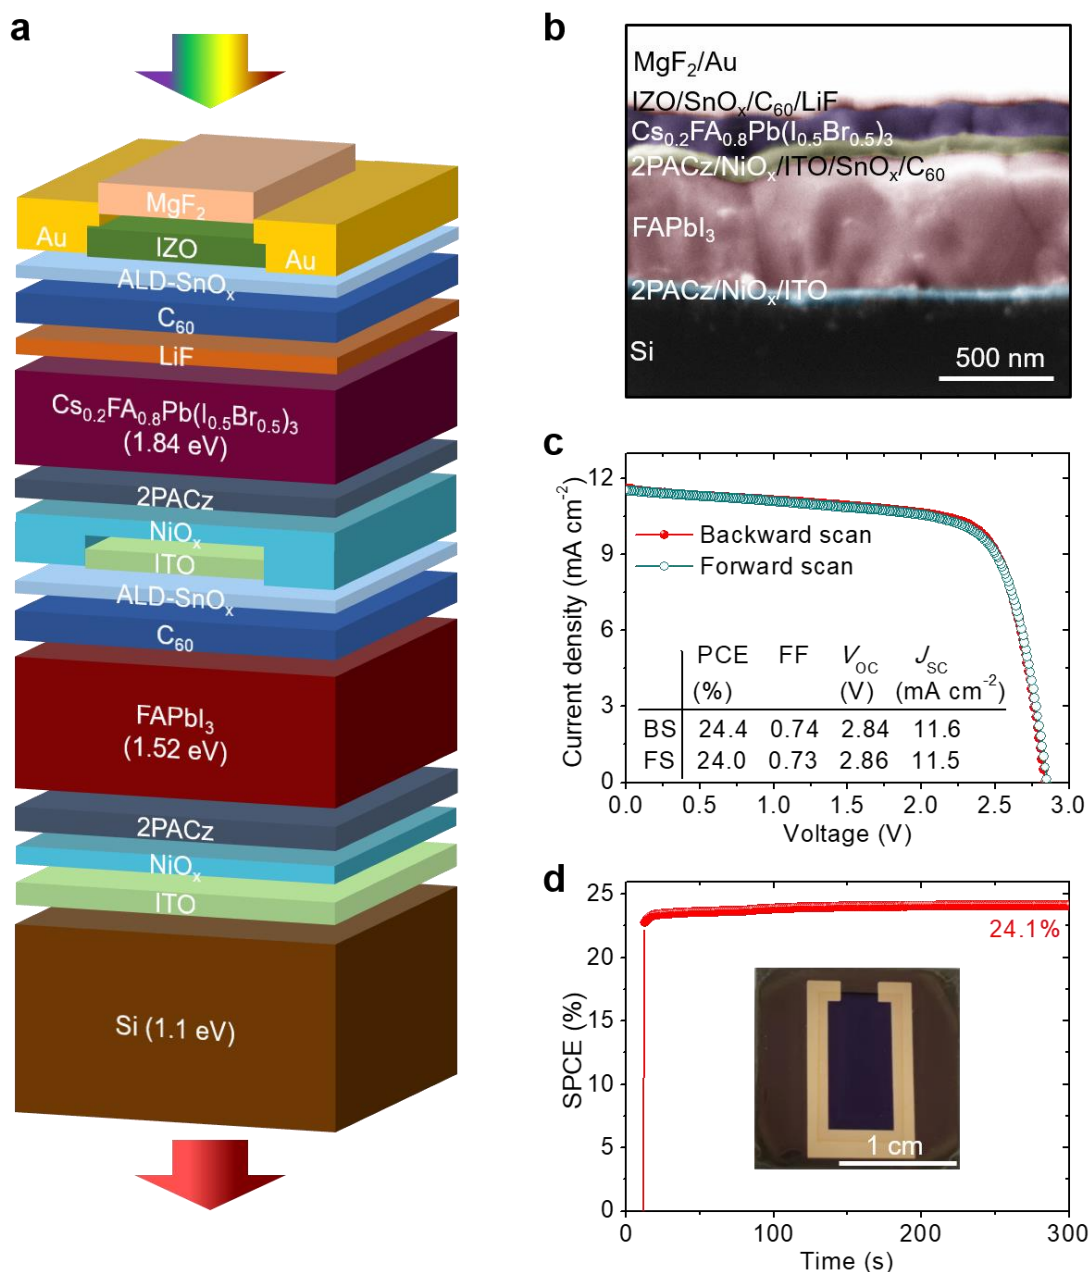 a
MgF₂
Au
IZO
Au
ALD-SnOₓ
C₆₀
LiF
Cs₀.₂FA₀.₈Pb(I₀.₅Br₀.₅)₃
(1.84 eV)
2PACz
NiOₓ
ITO
ALD-SnOₓ
C₆₀
FAPbI₃
(1.52 eV)
2PACz
NiOₓ
ITO
Si (1.1 eV)
b
MgF₂/Au
IZO/SnOₓ/C₆₀/LiF
Cs₀.₂FA₀.₈Pb(I₀.₅Br₀.₅)₃
2PACz/NiOₓ/ITO/SnOₓ/C₆₀
FAPbI₃
2PACz/NiOₓ/ITO
Si
500 nm
c
Current density (mA cm⁻²)
12
9
6
3
0
Backward scan
Forward scan
PCE FF V_OC J_SC
(%) (V) (mA cm⁻²)
BS 24.4 0.74 2.84 11.6
FS 24.0 0.73 2.86 11.5
0.0 0.5 1.0 1.5 2.0 2.5 3.0
Voltage (V)
d
SPCE (%)
25
20
15
10
5
0
24.1%
1 cm
0 100 200 300
Time (s)